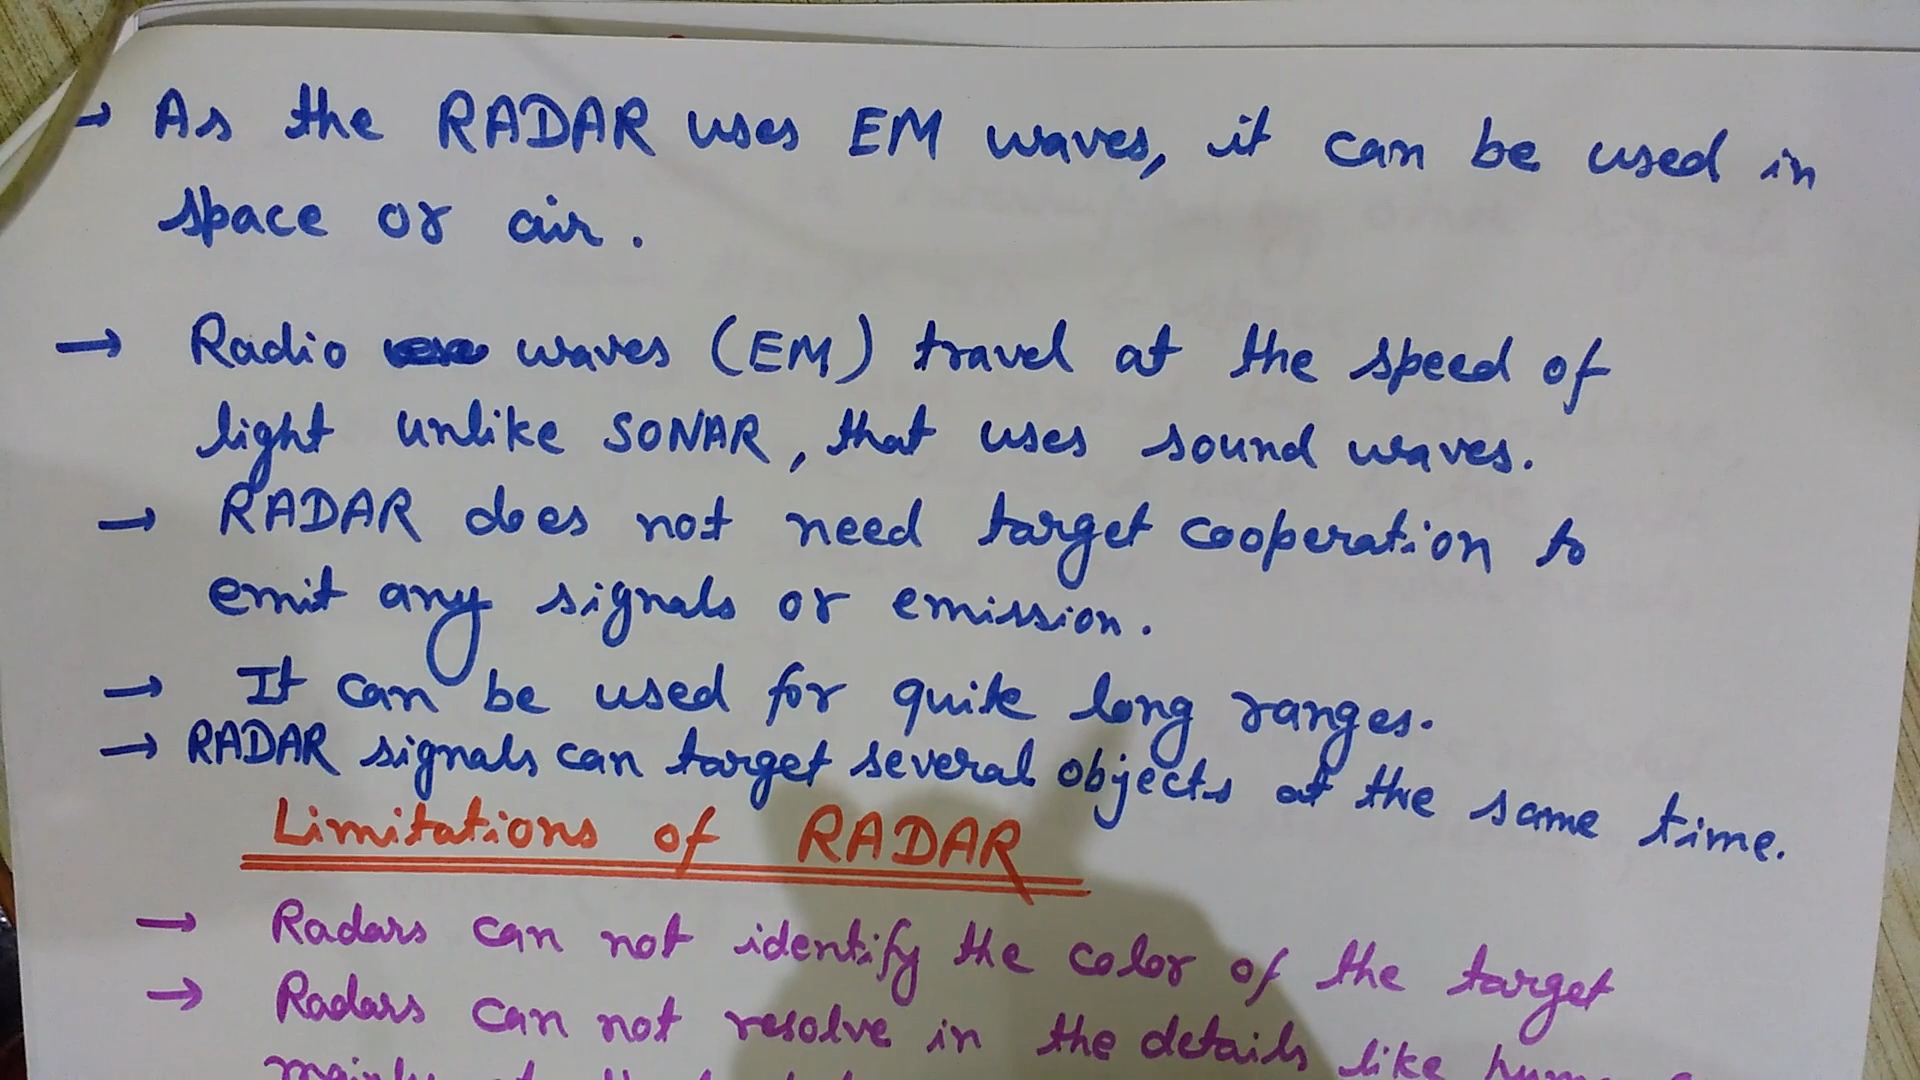 → As the RADAR uses EM waves, it can be used in
space or air.
→ Radio waves (EM) travel at the speed of
light unlike SONAR, that uses sound waves.
→ RADAR does not need target cooperation to
emit any signals or emission.
→ It can be used for quite long ranges.
→ RADAR signals can target several objects at the same time.
Limitations of RADAR
→ Radars can not identify the color of the target
→ Radars can not resolve in the details like
mainly